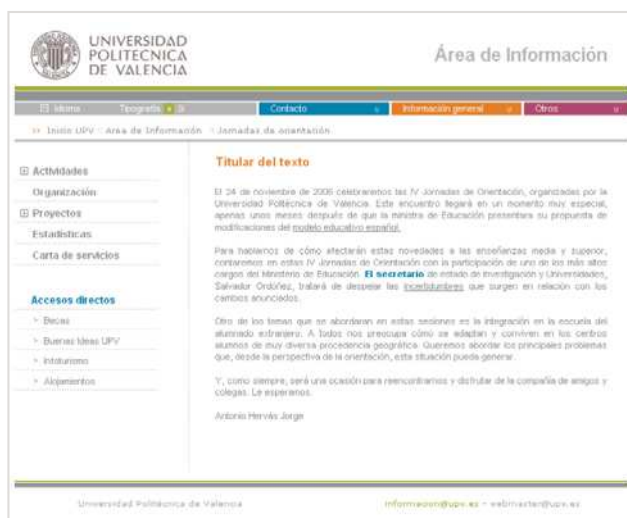 UNIVERSIDAD
POLITECNICA
DE VALENCIA
Área de Información
Idioma Tipografía
Contacto
Información general
Otros
Inicio UPV :: Area de Información :: Jornadas de orientación
Actividades
Organización
Proyectos
Estadísticas
Carta de servicios
Accesos directos
Becas
Buenas Ideas UPV
Infoturismo
Alojamientos
Titular del texto
El 24 de noviembre de 2006 celebraremos las IV Jornadas de Orientación, organizadas por la
Universidad Politécnica de Valencia. Este encuentro llegará en un momento muy especial,
apenas unos meses después de que la ministra de Educación presentara su propuesta de
modificaciones del modelo educativo español.
Para hablarnos de cómo afectarán estas novedades a las enseñanzas media y superior,
contaremos en estas IV Jornadas de Orientación con la participación de uno de los más altos
cargos del Ministerio de Educación. El secretario de estado de Investigación y Universidades,
Salvador Ordóñez, tratará de despejar las incertidumbres que surgen en relación con los
cambios anunciados.
Otro de los temas que se abordaran en estas sesiones es la integración en la escuela del
alumnado extranjero. A todos nos preocupa cómo se adaptan y conviven en los centros
alumnos de muy diversa procedencia geográfica. Queremos abordar los principales problemas
que, desde la perspectiva de la orientación, esta situación pueda generar.
Y, como siempre, será una ocasión para reencontrarnos y disfrutar de la compañía de amigos y
colegas. Le esperamos.
Antonio Hervás Jorge
Universidad Politécnica de Valencia
informacion@upv.es - webmaster@upv.es